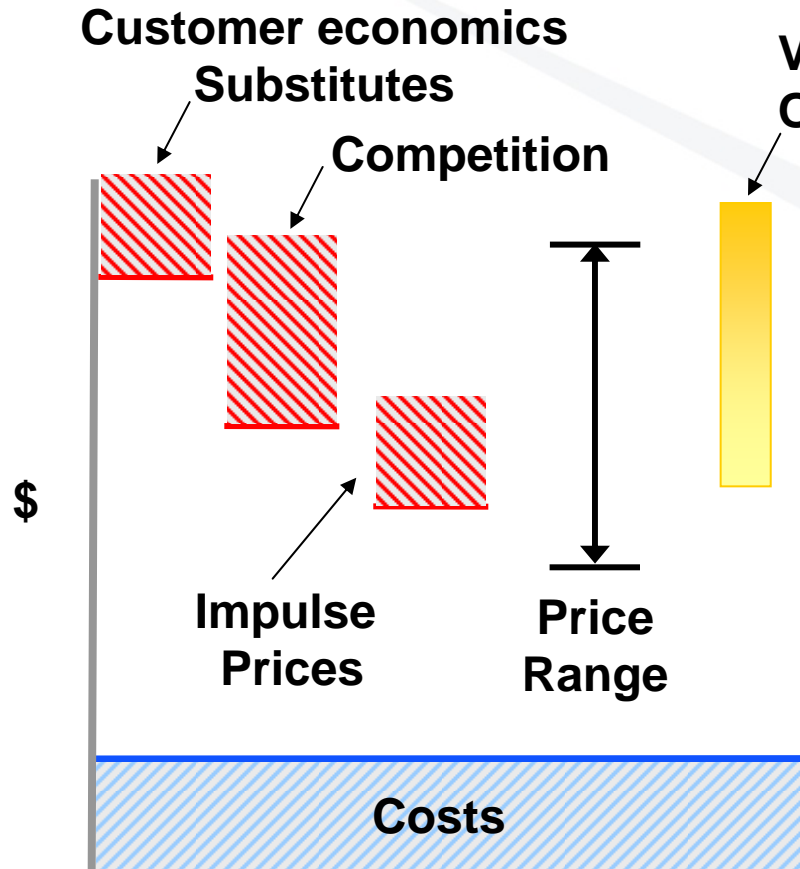 Customer economics
Substitutes
Competition
$
Impulse
Prices
Price
Range
Costs